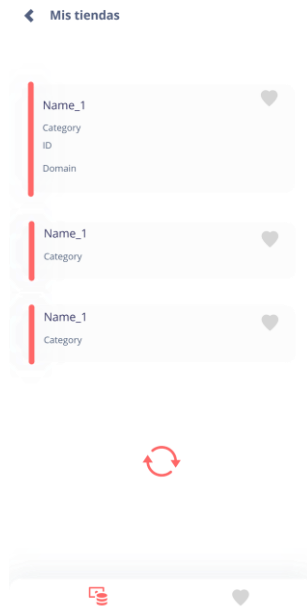 Mis tiendas
Name_1
Category
ID
Domain
Name_1
Category
Name_1
Category